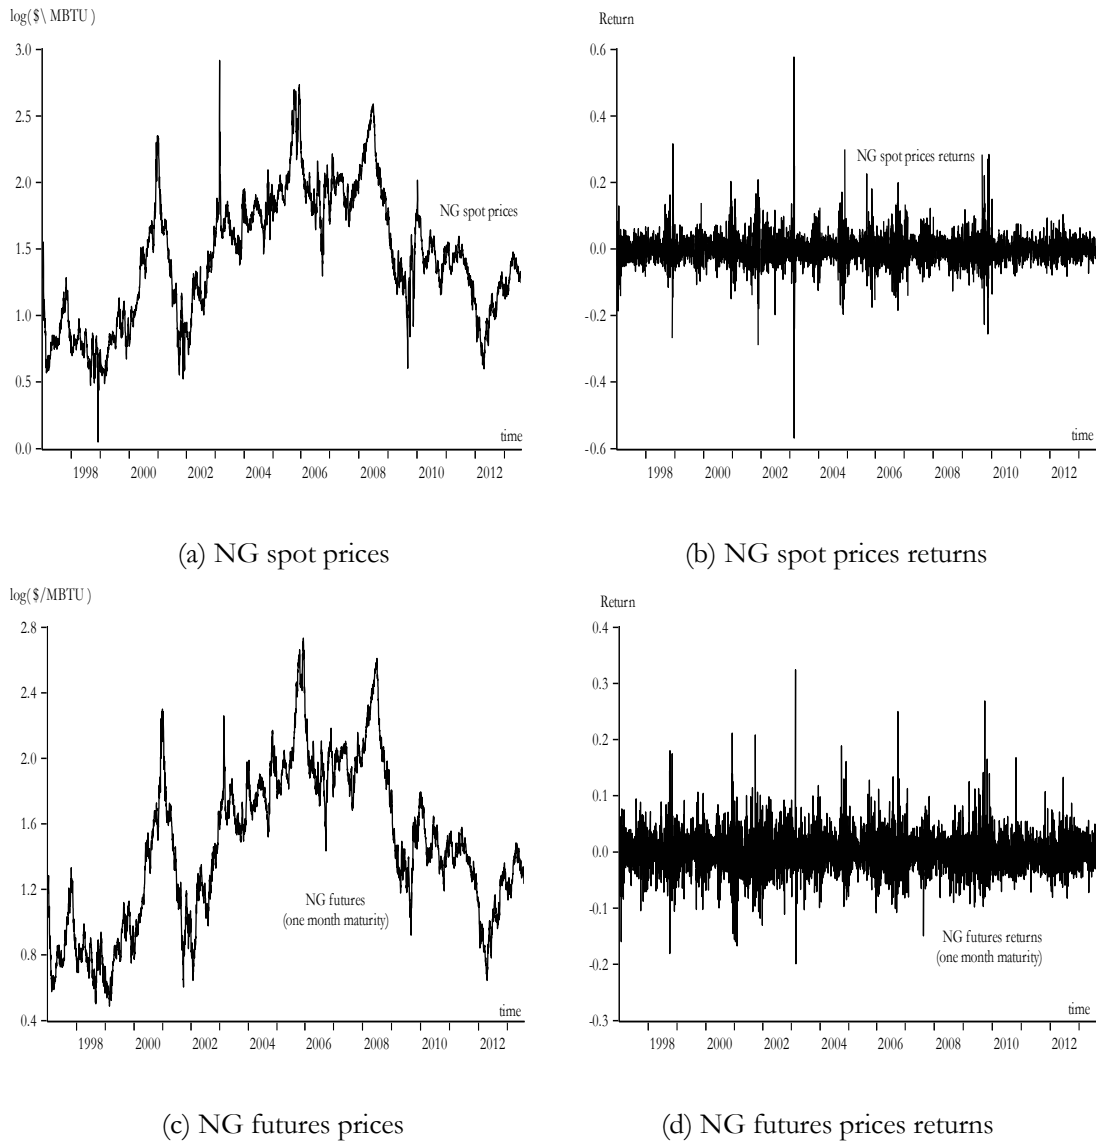 log($\ MBTU )
3.0
2.5
2.0
1.5
1.0
0.5
0.0
NG spot prices
time
1998 2000 2002 2004 2006 2008 2010 2012
(a) NG spot prices
Return
0.6
0.4
0.2
0.0
-0.2
-0.4
-0.6
NG spot prices returns
time
1998 2000 2002 2004 2006 2008 2010 2012
(b) NG spot prices returns
log($/MBTU )
2.8
2.4
2.0
1.6
1.2
0.8
0.4
NG futures
(one month maturity)
time
1998 2000 2002 2004 2006 2008 2010 2012
(c) NG futures prices
Return
0.4
0.3
0.2
0.1
0.0
-0.1
-0.2
-0.3
NG futures returns
(one month maturity)
time
1998 2000 2002 2004 2006 2008 2010 2012
(d) NG futures prices returns